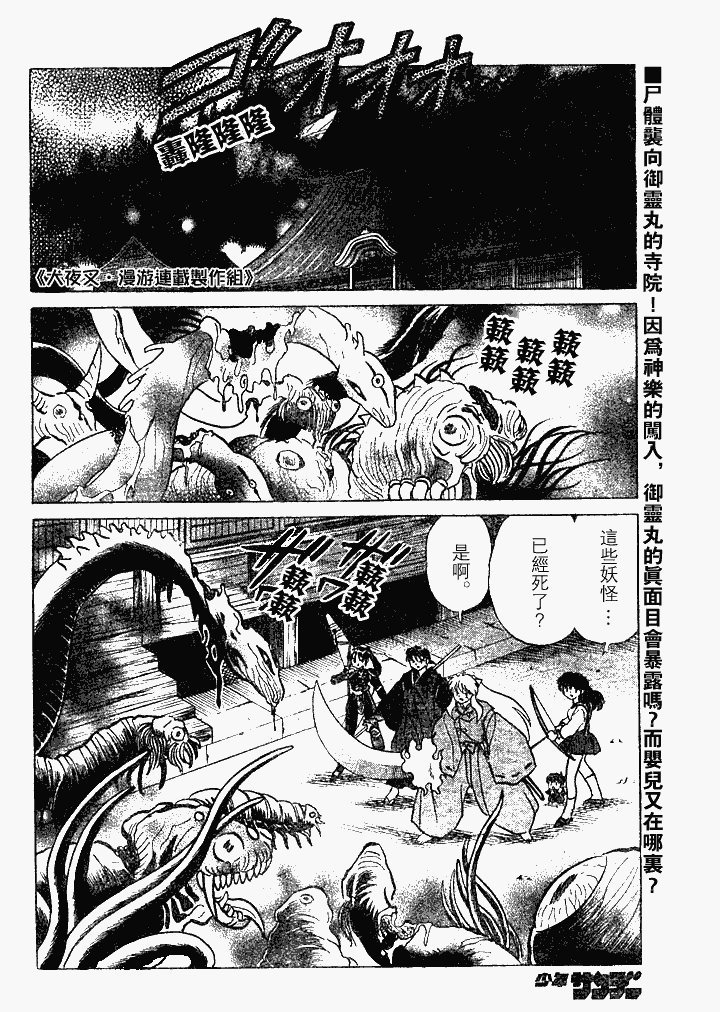 ゴオオオ
轟隆隆隆
《犬夜叉·漫游連載製作組》
■尸體襲向御靈丸的寺院！因爲神樂的闖入，御靈丸的眞面目會暴露嗎？而嬰兒又在哪裏？
簌簌
簌簌
簌簌
這些妖怪…
已經死了？
是啊。
ザワ
簌簌
ザワ
簌簌
少年サンデー